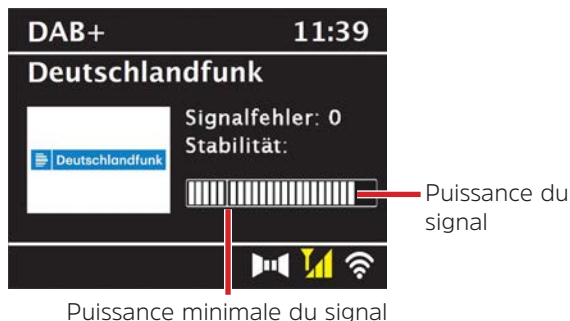 DAB+ 11:39
Deutschlandfunk
Signalfehler: 0
Stabilität:
Deutschlandfunk
Puissance du
signal
Puissance minimale du signal